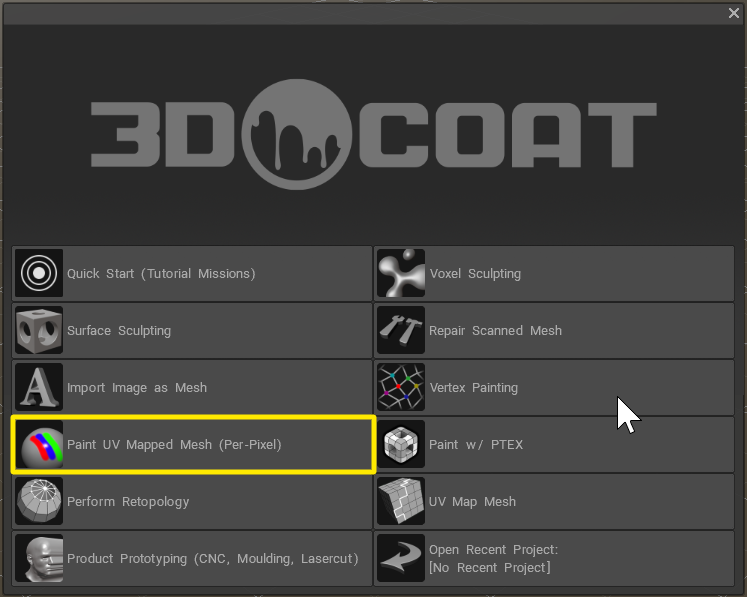 3DCOAT
Quick Start (Tutorial Missions)
Voxel Sculpting
Surface Sculpting
Repair Scanned Mesh
Import Image as Mesh
Vertex Painting
Paint UV Mapped Mesh (Per-Pixel)
Paint w/ PTEX
Perform Retopology
UV Map Mesh
Product Prototyping (CNC, Moulding, Lasercut)
Open Recent Project:
[No Recent Project]